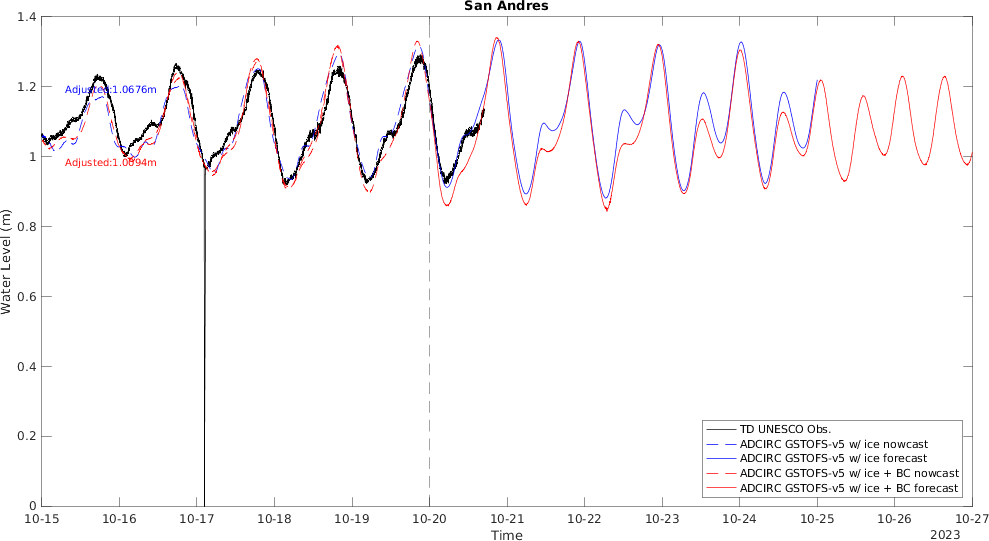 San Andres
1.4
1.2
1
0.8
0.6
0.4
0.2
0
Water Level (m)
Adjusted:1.0676m
Adjusted:1.0094m
TD UNESCO Obs.
ADCIRC GSTOFS-v5 w/ ice nowcast
ADCIRC GSTOFS-v5 w/ ice forecast
ADCIRC GSTOFS-v5 w/ ice + BC nowcast
ADCIRC GSTOFS-v5 w/ ice + BC forecast
10-15 10-16 10-17 10-18 10-19 10-20 10-21 10-22 10-23 10-24 10-25 10-26 10-27
Time
2023